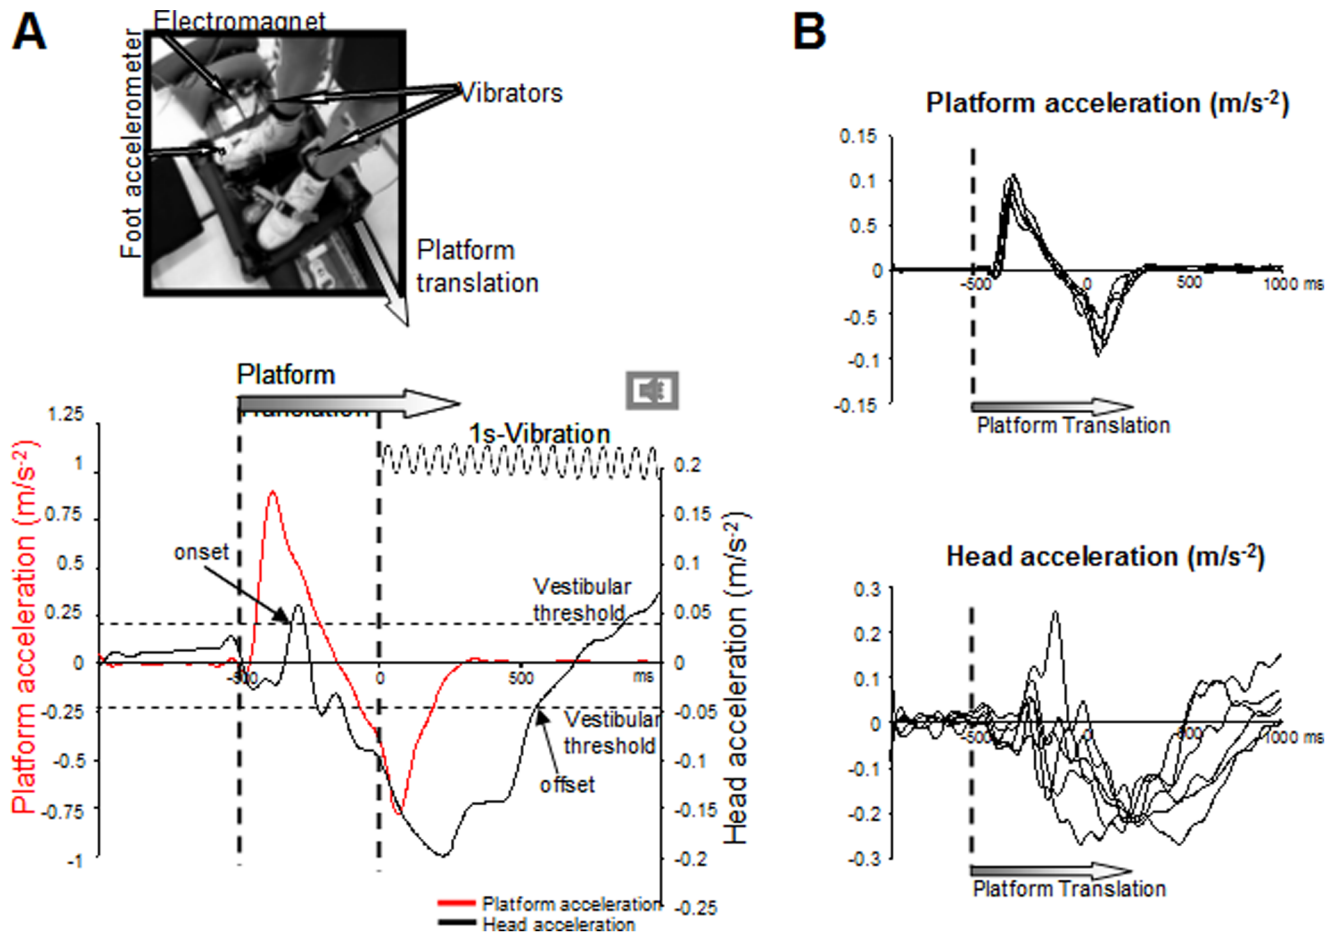 A
Electromagnet
Foot accelerometer
Vibrators
Platform
translation
Platform
Translation
1s-Vibration
1.25
1
0.75
0.5
0.25
0
-0.25
-0.5
-0.75
-1
Platform acceleration (m/s-2)
onset
Vestibular
threshold
-500
0
500
ms
Vestibular
threshold
offset
0.2
0.15
0.1
0.05
0
-0.05
-0.1
-0.15
-0.2
-0.25
Head acceleration (m/s-2)
Platform acceleration
Head acceleration
B
Platform acceleration (m/s-2)
0.15
0.1
0.05
0
-0.5
-0.1
-0.15
-500
0
500
1000 ms
Platform Translation
Head acceleration (m/s-2)
0.3
0.2
0.1
0
-0.1
-0.2
-0.3
-500
0
500
1000 ms
Platform Translation